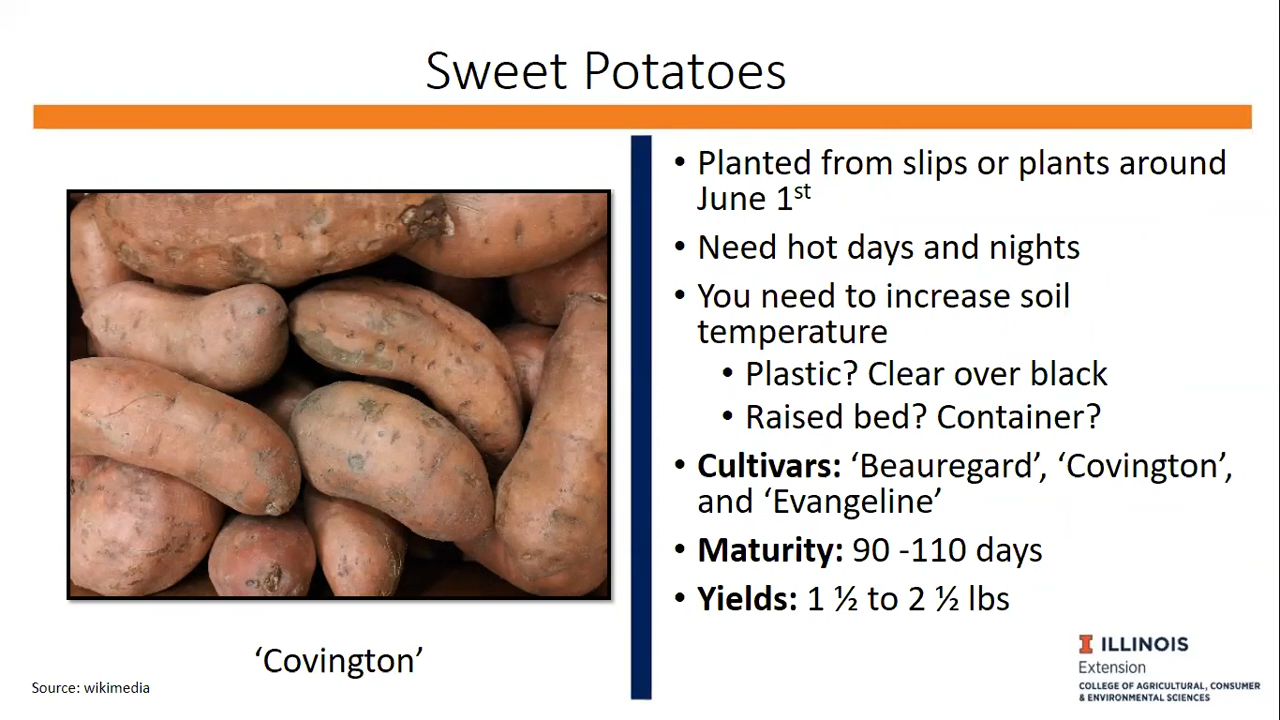 Sweet Potatoes
• Planted from slips or plants around
June 1st
• Need hot days and nights
• You need to increase soil
temperature
• Plastic? Clear over black
• Raised bed? Container?
• Cultivars: ‘Beauregard’, ‘Covington’,
and ‘Evangeline’
• Maturity: 90 -110 days
• Yields: 1 ½ to 2 ½ lbs
‘Covington’
Source: wikimedia
I ILLINOIS
Extension
COLLEGE OF AGRICULTURAL, CONSUMER
& ENVIRONMENTAL SCIENCES